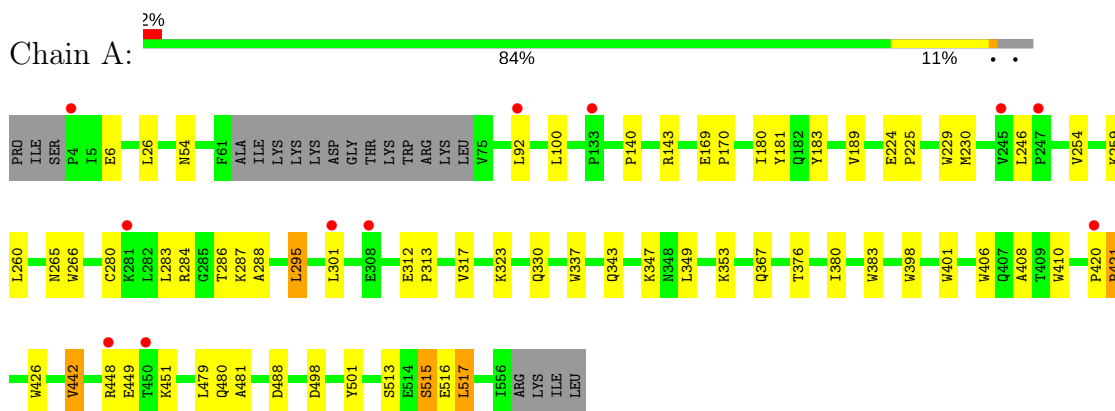 2%
Chain A:
84% 11% • •
PRO ILE SER P4 I5 E6 L26 N54 F61 ALA ILE LYS LYS LYS ASP GLY THR LYS TRP ARG LYS LEU V75 L92 L100 P133 P140 R143 E169 P170 I180 Y181 Q182 Y183 V189 E224 P225 W229 M230 V245 L246 P247 V254 K259
L260 N265 W266 C280 K281 L282 L283 R284 G285 T286 K287 A288 L295 L301 E308 E312 P313 V317 K323 Q330 W337 Q343 K347 N348 L349 K353 Q367 T376 I380 W383 W398 W401 W406 Q407 A408 T409 W410 P420
W426 V442 R448 E449 T450 K451 L479 Q480 A481 D488 D498 Y501 S513 E514 S515 E516 L517 I556 ARG LYS ILE LEU